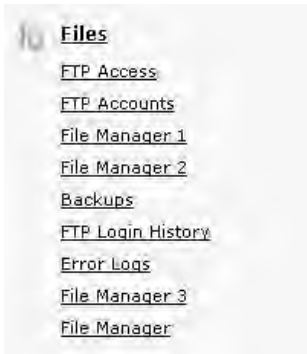 Files
FTP Access
FTP Accounts
File Manager 1
File Manager 2
Backups
FTP Login History
Error Logs
File Manager 3
File Manager